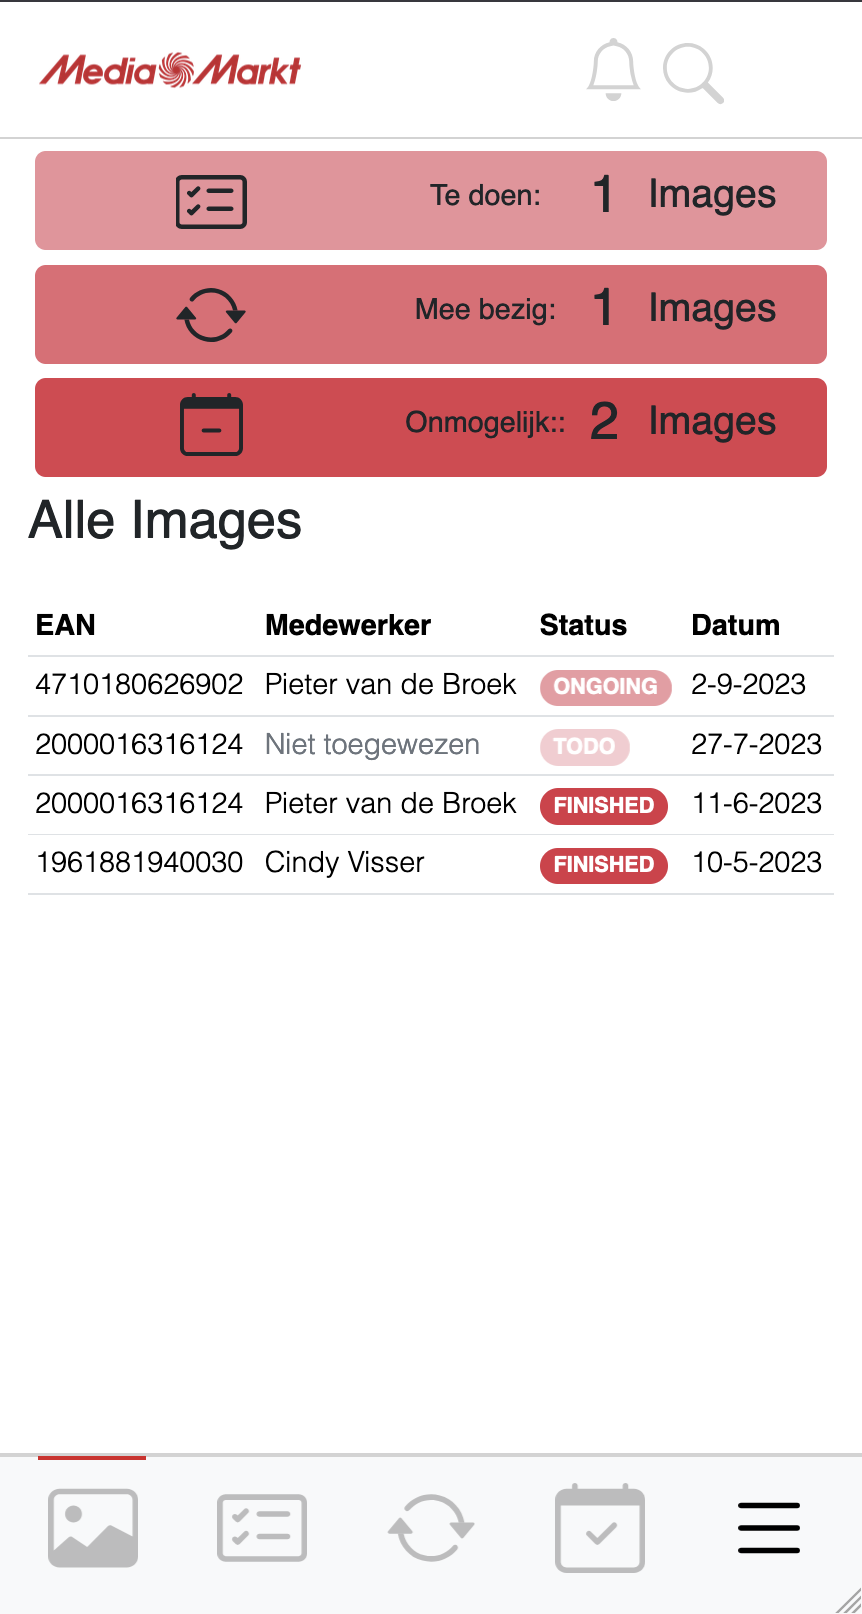 Media Markt
Te doen: 1 Images
Mee bezig: 1 Images
Onmogelijk:: 2 Images
Alle Images
EAN Medewerker Status Datum
4710180626902 Pieter van de Broek ONGOING 2-9-2023
2000016316124 Niet toegewezen TODO 27-7-2023
2000016316124 Pieter van de Broek FINISHED 11-6-2023
1961881940030 Cindy Visser FINISHED 10-5-2023